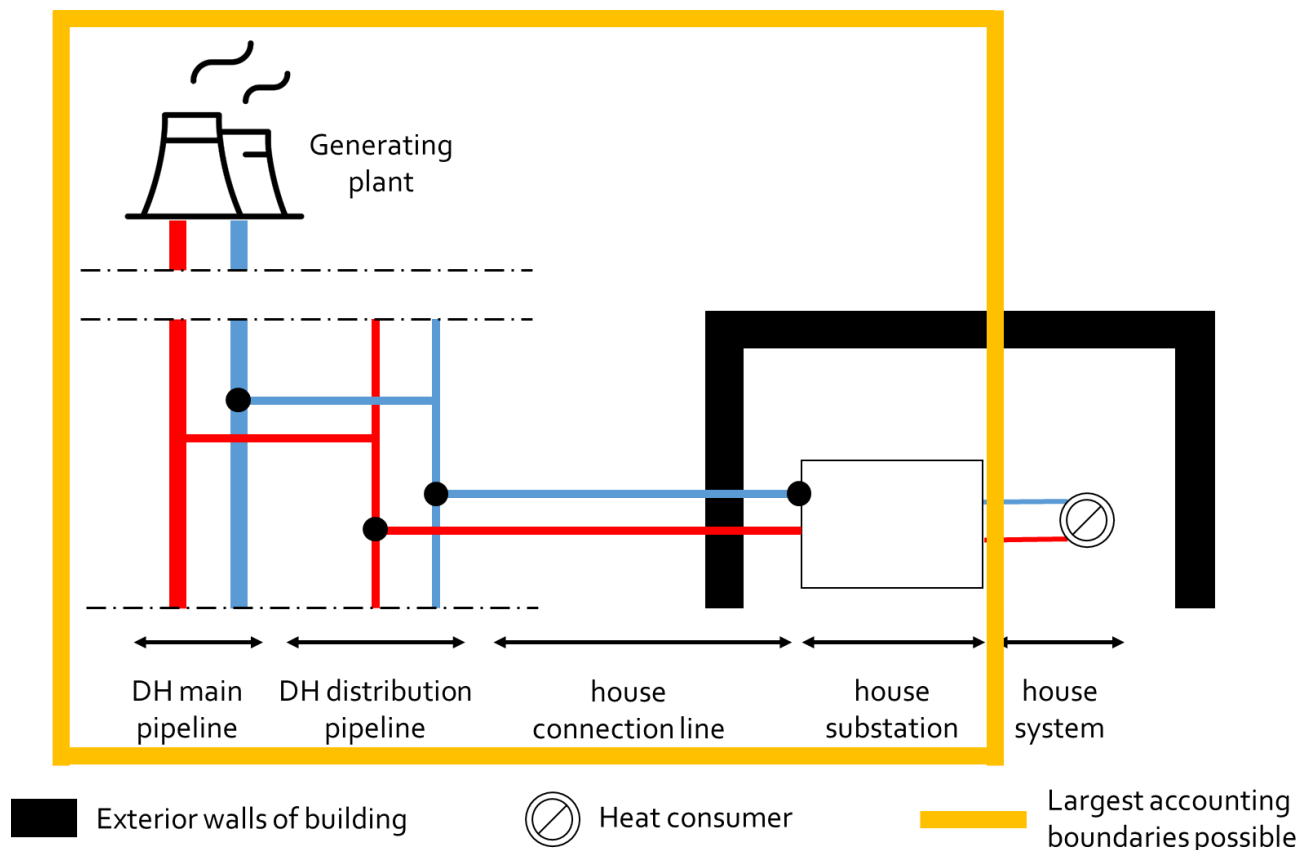 Generating
plant
DH main
pipeline
DH distribution
pipeline
house
connection line
house
substation
house
system
Exterior walls of building
Heat consumer
Largest accounting
boundaries possible